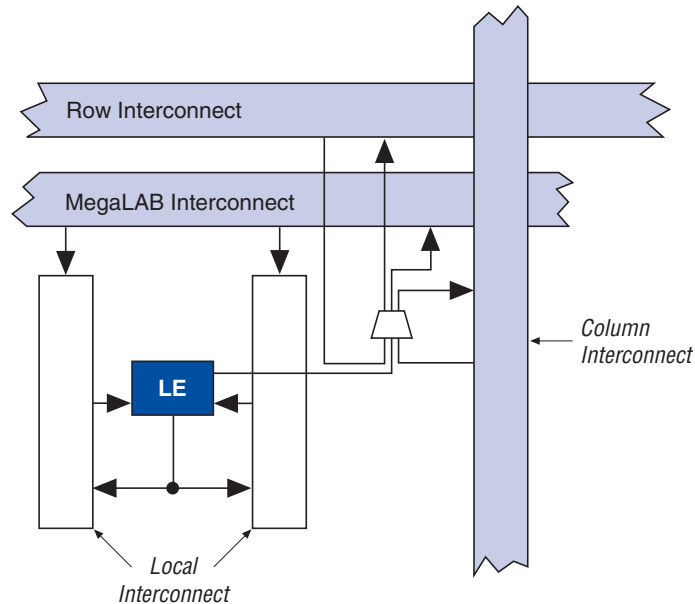 Row Interconnect
MegaLAB Interconnect
Column
Interconnect
LE
Local
Interconnect